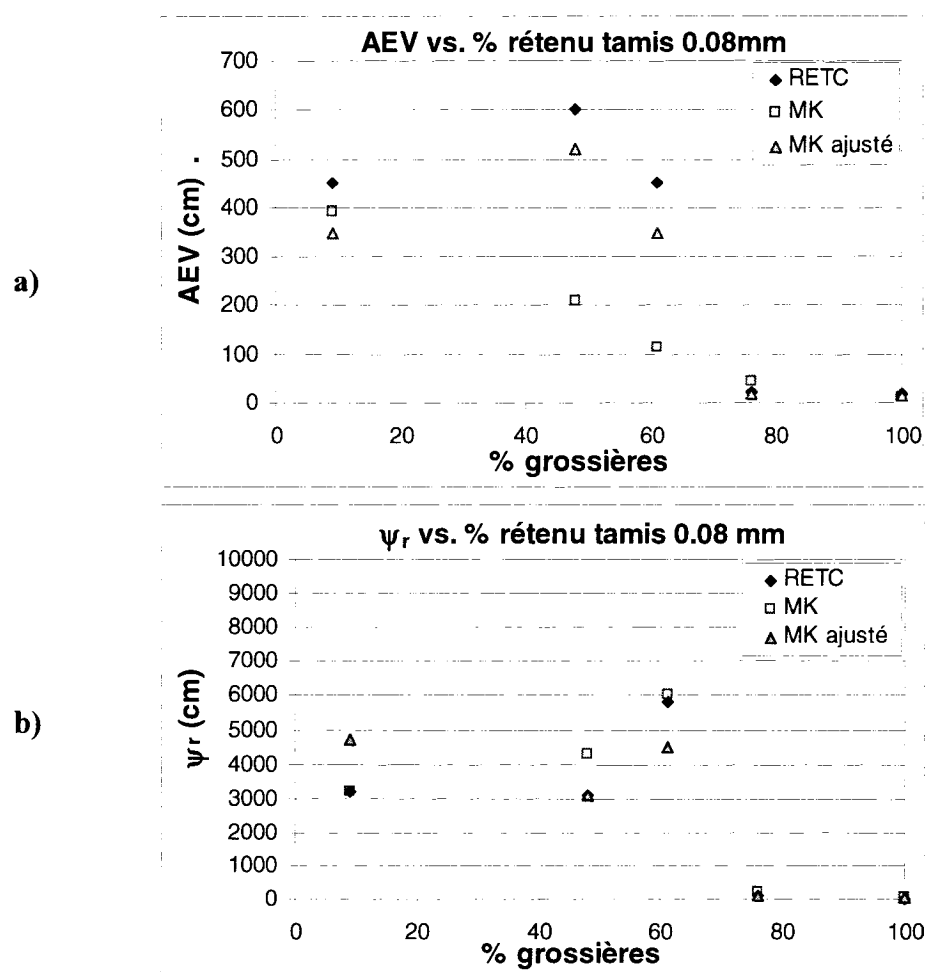 a)
AEV vs. % rétenu tamis 0.08mm
AEV (cm) .
700
600
500
400
300
200
100
0
0 20 40 60 80 100
% grossières
RETC
MK
MK ajusté
b)
ψr vs. % rétenu tamis 0.08 mm
ψr (cm)
10000
9000
8000
7000
6000
5000
4000
3000
2000
1000
0
0 20 40 60 80 100
% grossières
RETC
MK
MK ajusté